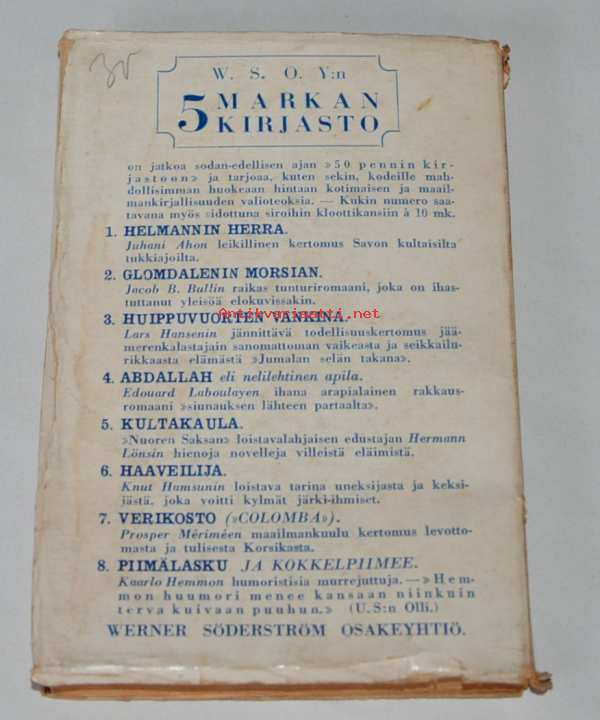 30
W. S. O. Y:n
5 MARKAN
KIRJASTO
on jatkoa sodan-edellisen ajan »50 pennin kir-
jastoon» ja tarjoaa, kuten sekin, kodeille mah-
dollisimman huokeaan hintaan kotimaisen ja maail-
mankirjallisuuden valioteoksia. — Kukin numero saa-
tavana myös sidottuna siroihin kloottikansiin à 10 mk.
1. HELMANNIN HERRA.
Juhani Ahon leikillinen kertomus Savon kultaisilta
tukkiajoilta.
2. GLOMDALENIN MORSIAN.
Jacob B. Bullin raikas tunturiromaani, joka on ihas-
tuttanut yleisöä elokuvissakin.
Antikvariaatti.net
3. HUIPPUVUORTEN VANKINA.
Lars Hansenin jännittävä todellisuuskertomus jää-
merenkalastajain sanomattoman vaikeasta ja seikkailu-
rikkaasta elämästä »Jumalan selän takana».
4. ABDALLAH eli nelilehtinen apila.
Edouard Laboulayen ihana arapialainen rakkaus-
romaani »siunauksen lähteen partaalta».
5. KULTAKAULA.
»Nuoren Saksan» loistavalahjaisen edustajan Hermann
Lönsin hienoja novelleja villeistä eläimistä.
6. HAAVEILIJA.
Knut Hamsunin loistava tarina uneksijasta ja keksi-
jästä, joka voitti kylmät järki-ihmiset.
7. VERIKOSTO (»COLOMBA»).
Prosper Mériméen maailmankuulu kertomus levotto-
masta ja tulisesta Korsikasta.
8. PIIMÄLASKU JA KOKKELPIIMEE.
Kaarlo Hemmon humoristisia murrejuttuja. — »Hem-
mon huumori menee kansaan niinkuin
terva kuivaan puuhun.» (U. S:n Olli.)
WERNER SÖDERSTRÖM OSAKEYHTIÖ.